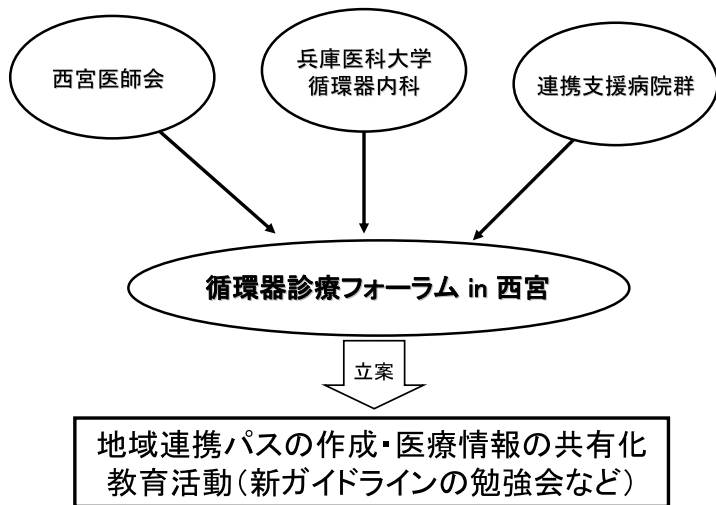 西宮医師会
兵庫医科大学
循環器内科
連携支援病院群
循環器診療フォーラム in 西宮
立案
地域連携パスの作成・医療情報の共有化
教育活動（新ガイドラインの勉強会など）